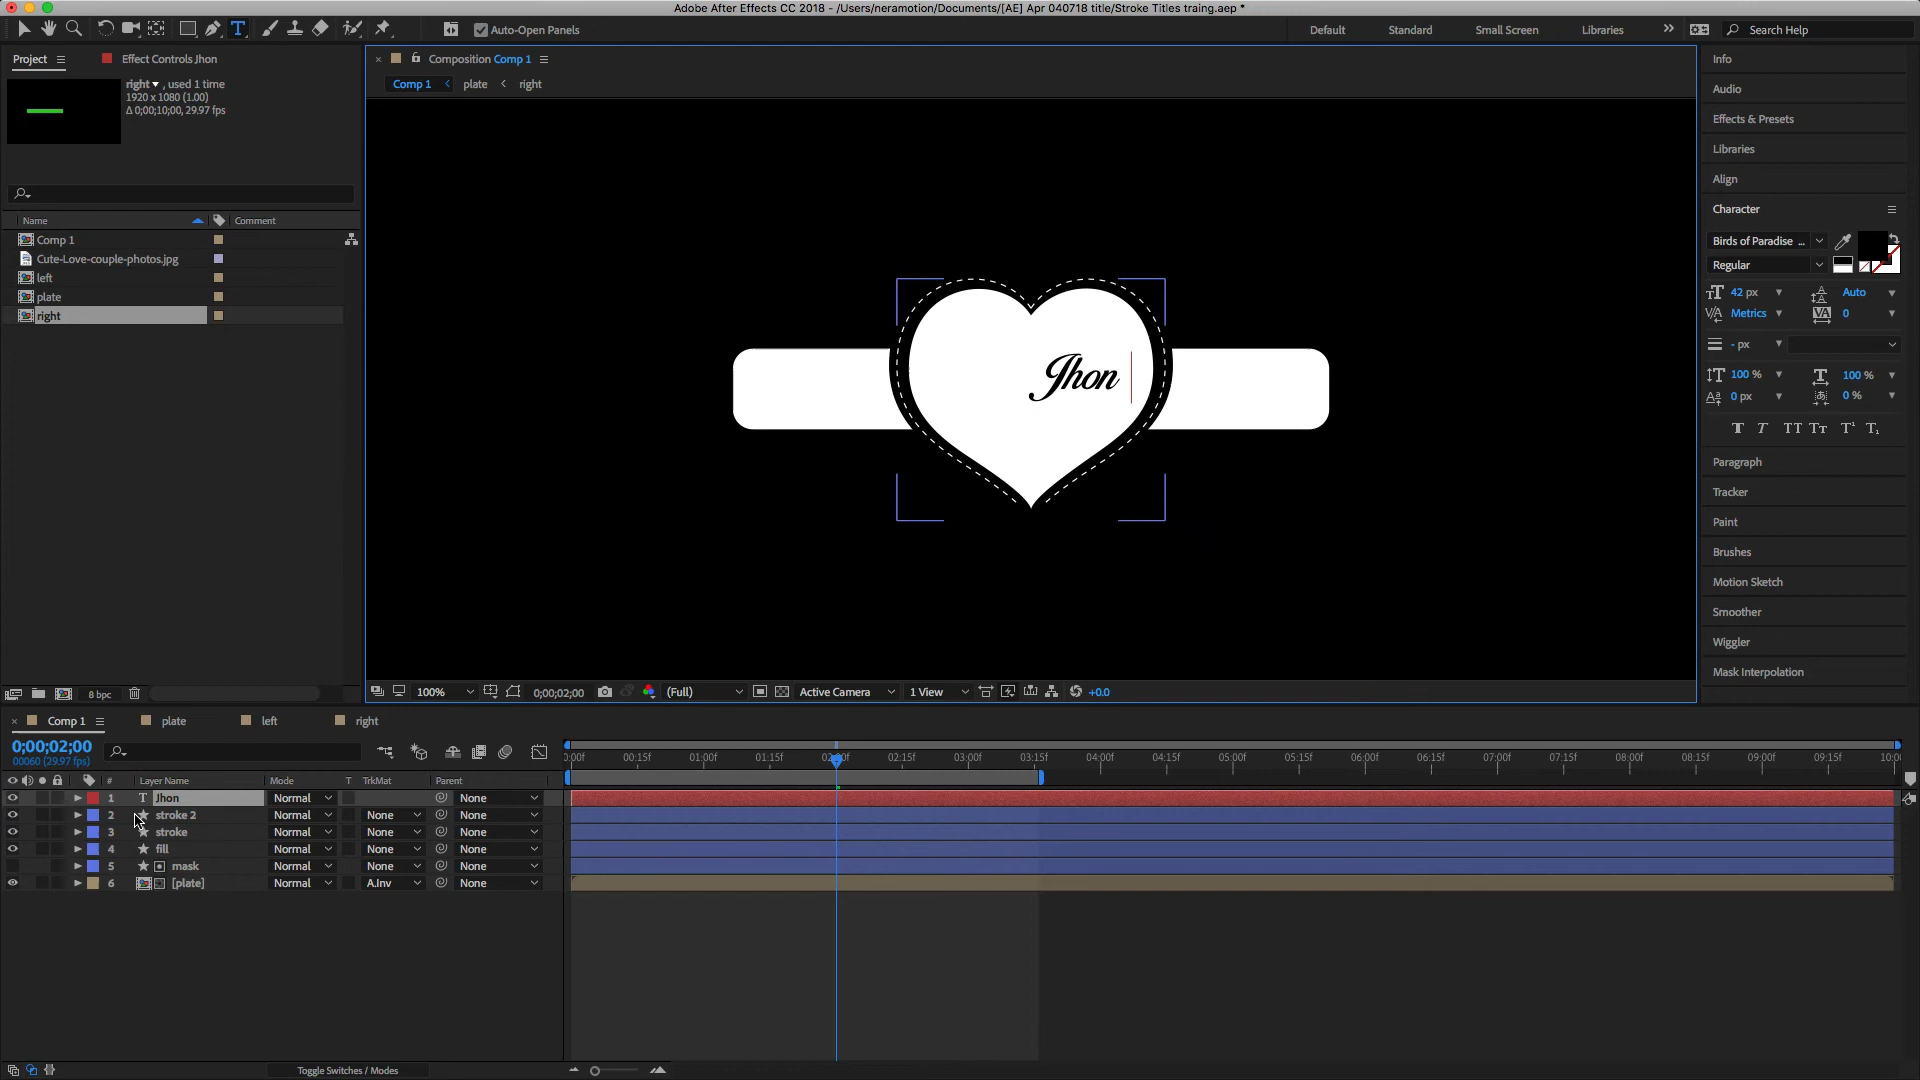 Adobe After Effects CC 2018 - /Users/neramotion/Documents/[AE] Apr 040718 title/Stroke Titles traing.aep *
T
Auto-Open Panels
Default
Standard
Small Screen
Libraries
Search Help
Project
Effect Controls Jhon
right , used 1 time
1920 x 1080 (1.00)
Δ 0;00;10;00, 29.97 fps
Name
Comment
Comp 1
Cute-Love-couple-photos.jpg
left
plate
right
8 bpc
Composition Comp 1
Comp 1
plate
right
Jhon
100%
0;00;02;00
(Full)
Active Camera
1 View
+0.0
Info
Audio
Effects & Presets
Libraries
Align
Character
Birds of Paradise ...
Regular
42 px
Auto
Metrics
0
- px
100 %
100 %
0 px
0 %
T T TT Tt T¹ T₁
Paragraph
Tracker
Paint
Brushes
Motion Sketch
Smoother
Wiggler
Mask Interpolation
Comp 1
plate
left
right
0;00;02;00
00060 (29.97 fps)
#
Layer Name
Mode
T
TrkMat
Parent
1 T Jhon Normal None
2 stroke 2 Normal None None
3 stroke Normal None None
4 fill Normal None None
5 mask Normal None None
6 [plate] Normal A.Inv None
:00f 00:15f 01:00f 01:15f 02:00f 02:15f 03:00f 03:15f 04:00f 04:15f 05:00f 05:15f 06:00f 06:15f 07:00f 07:15f 08:00f 08:15f 09:00f 09:15f 10:0
Toggle Switches / Modes